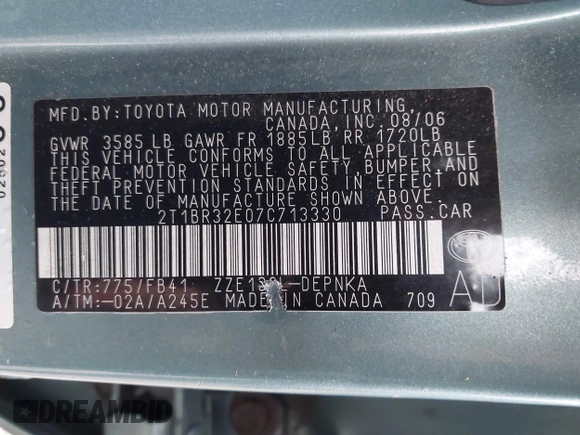 MFD.BY:TOYOTA MOTOR MANUFACTURING,
CANADA, INC. 08/06
GVWR 3585 LB GAWR FR 1885LB RR 1720LB
THIS VEHICLE CONFORMS TO ALL APPLICABLE
FEDERAL MOTOR VEHICLE SAFETY,BUMPER AND
THEFT PREVENTION STANDARDS IN EFFECT ON
THE DATE OF MANUFACTURE SHOWN ABOVE.
2T1BR32E07C713330 PASS.CAR
C/TR:775/FB41 -DEPNKA
A/TM:-02A/A245E MADE IN CANADA 709
AD
DREAMBID